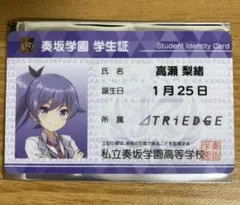 奏坂学園 学生証
Student Identity Card
氏名 高瀬 梨緒
誕生日 1月25日
所属 ⊿TRiEDGE
私立奏坂学園高等学校